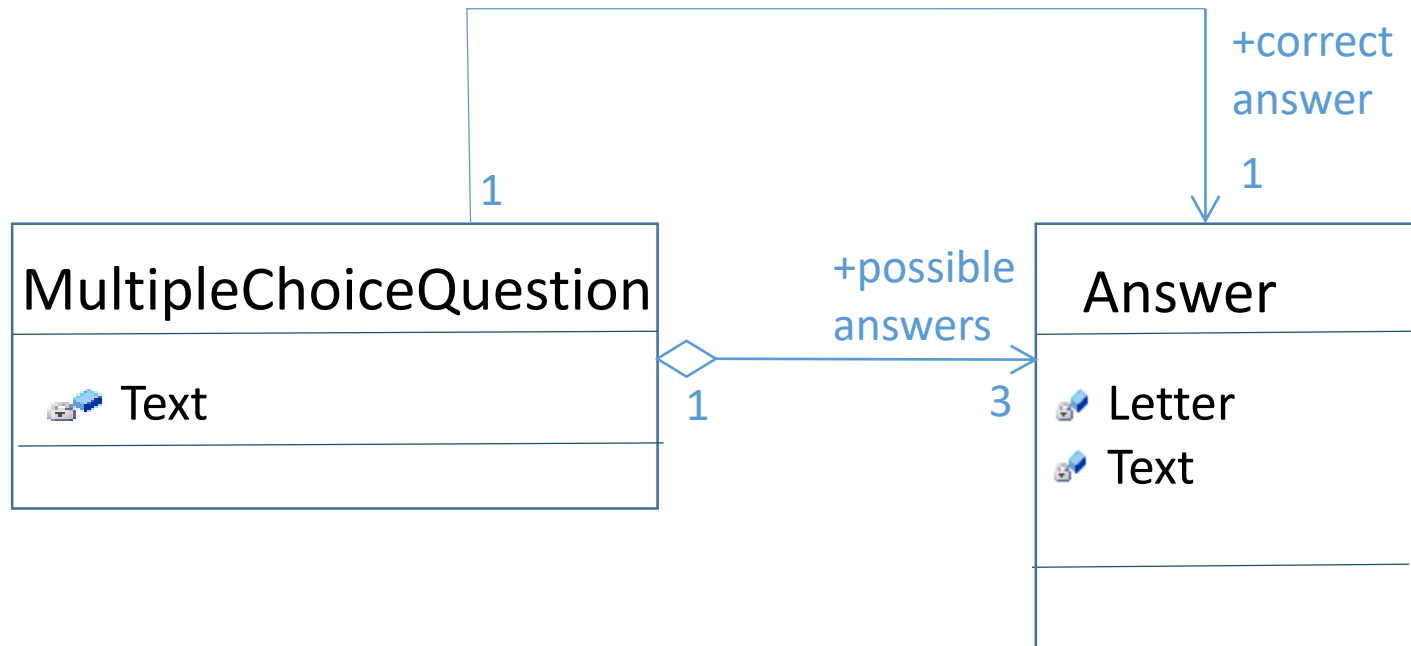 +correct
answer
1
1
MultipleChoiceQuestion
+possible
answers
Answer
Text
1
3
Letter
Text